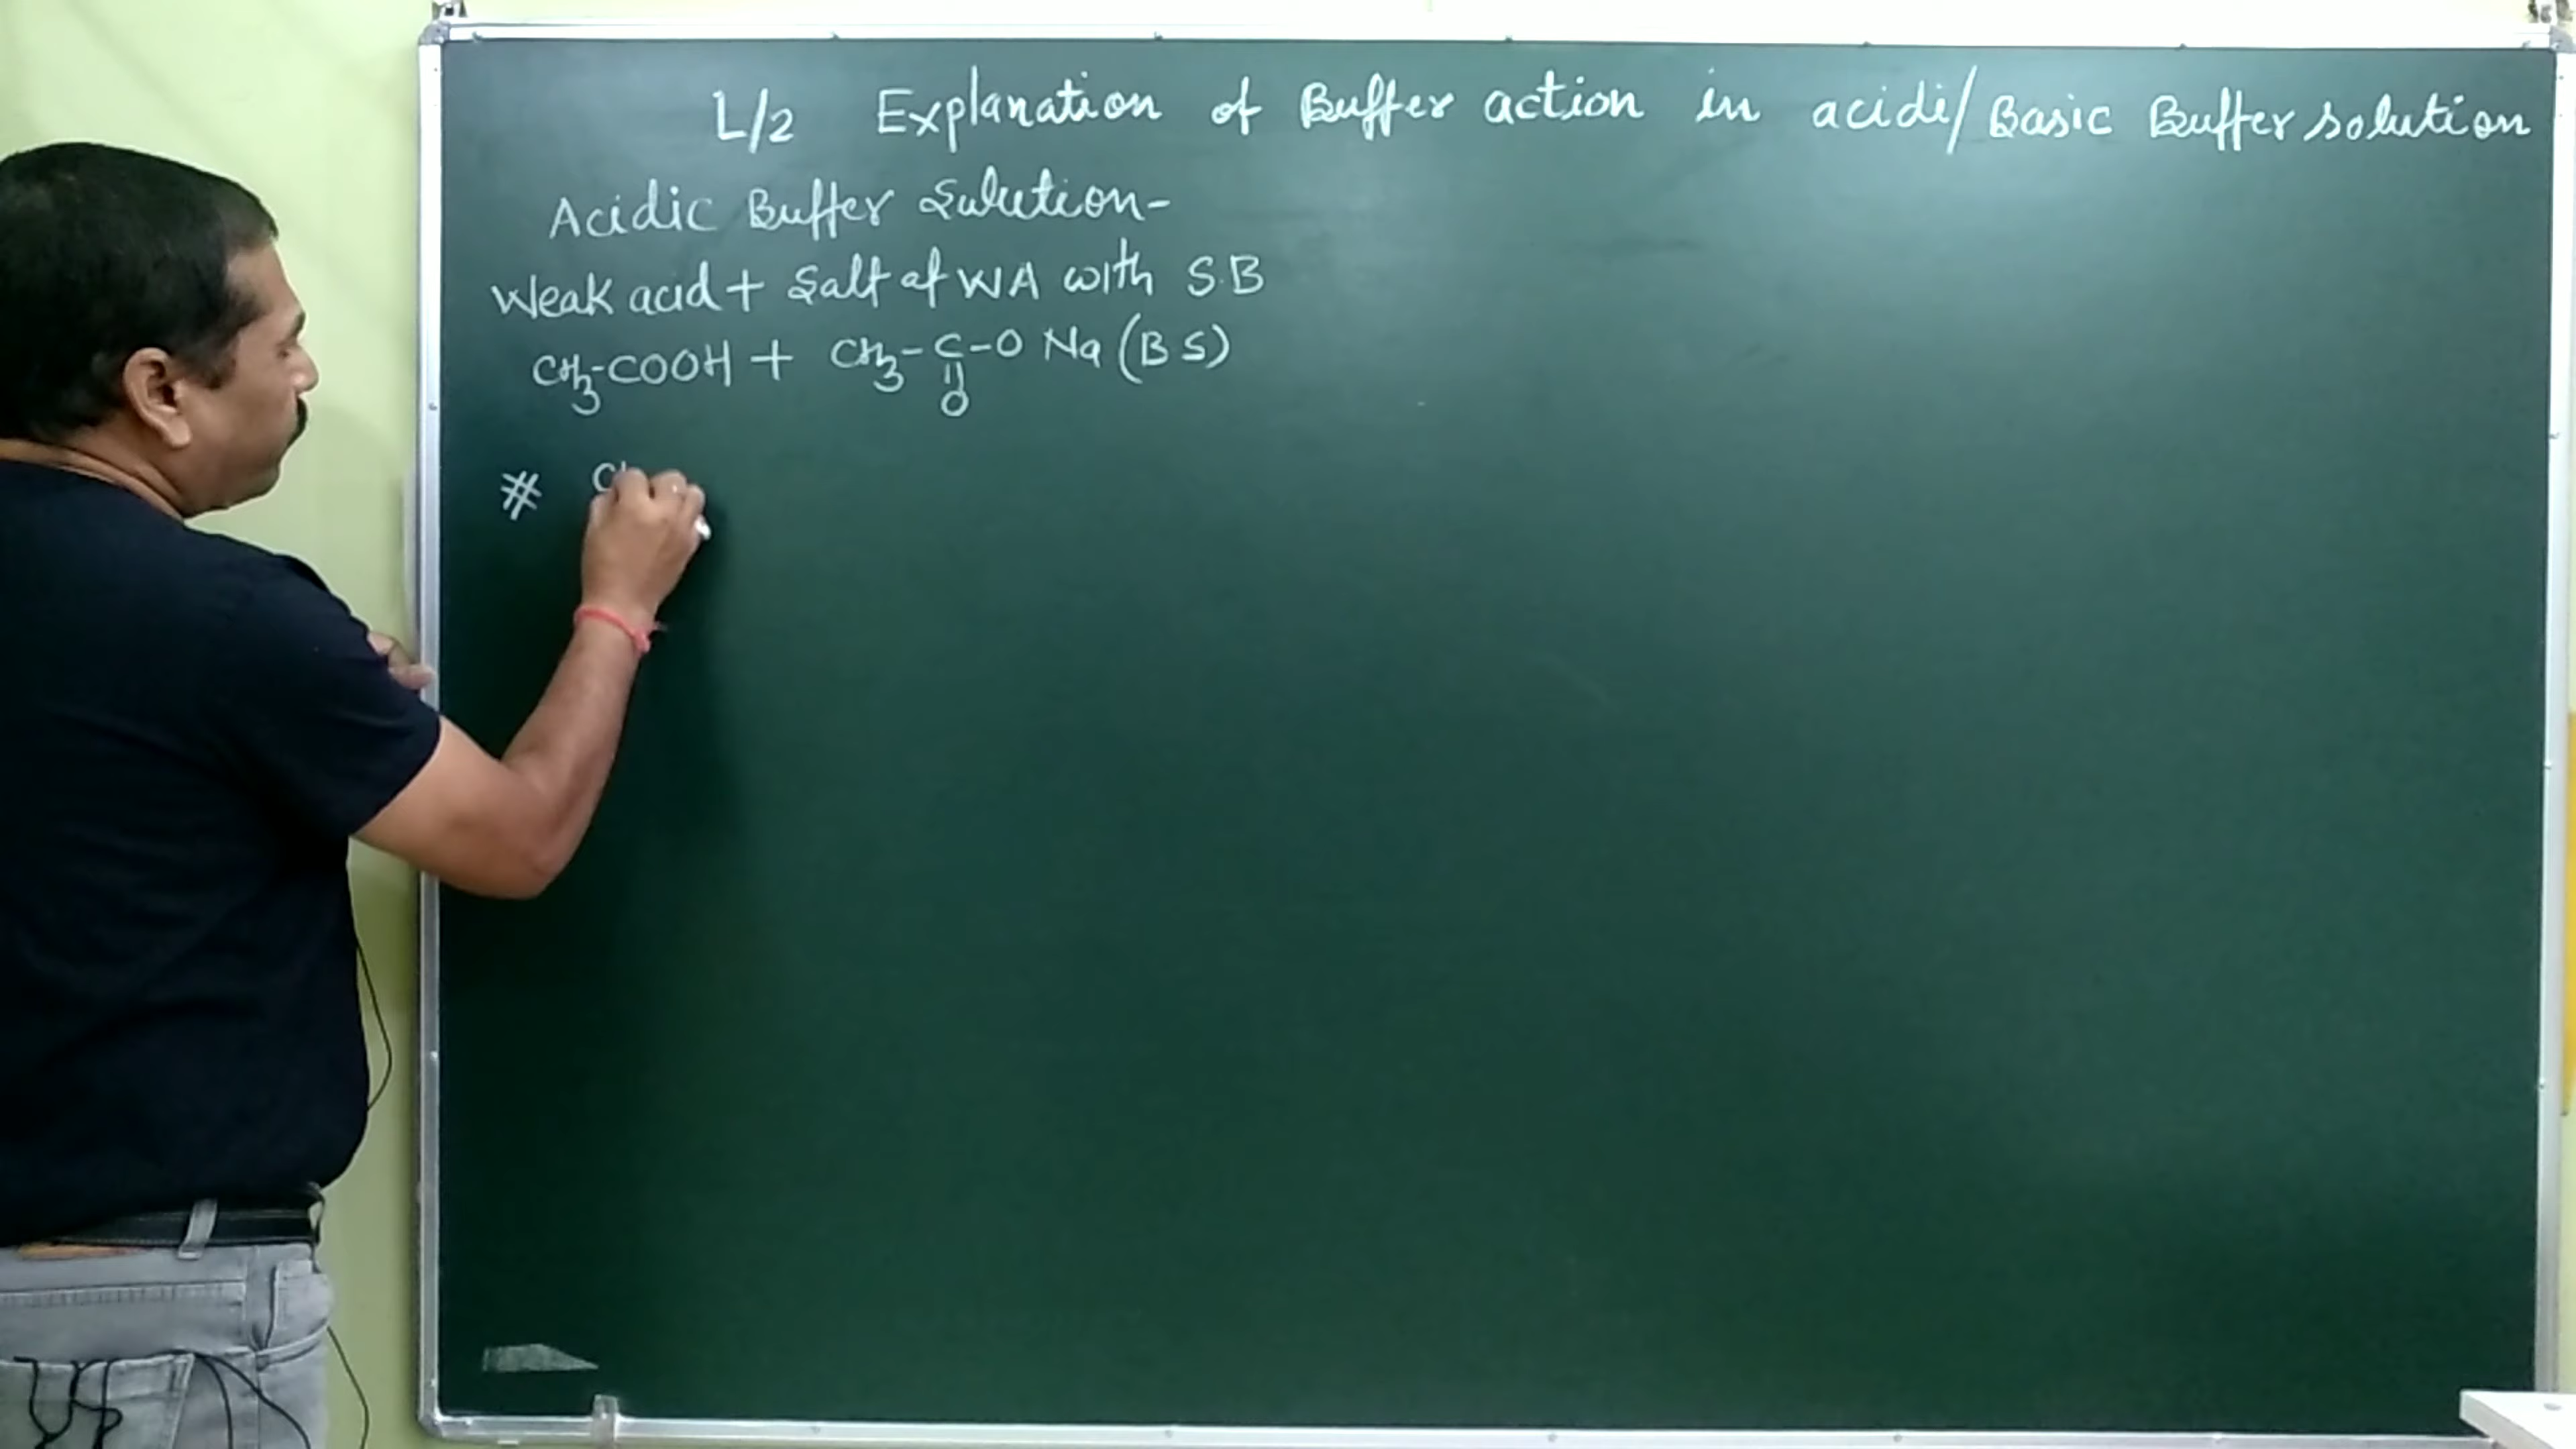 L/2 Explanation of Buffer action in acidi/Basic Buffer solution
Acidic Buffer Solution-
Weak acid + Salt of WA with S.B
CH3-COOH + CH3-C-O Na (B S)
||
O
# C